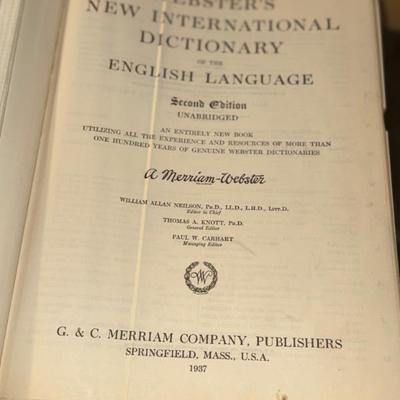 WEBSTER'S
NEW INTERNATIONAL
DICTIONARY
OF THE
ENGLISH LANGUAGE
Second Edition
UNABRIDGED
AN ENTIRELY NEW BOOK
UTILIZING ALL THE EXPERIENCE AND RESOURCES OF MORE THAN
ONE HUNDRED YEARS OF GENUINE WEBSTER DICTIONARIES
A Merriam-Webster
WILLIAM ALLAN NEILSON, PH.D., LL.D., L.H.D., LITT.D.
Editor in Chief
THOMAS A. KNOTT, PH.D.
General Editor
PAUL W. CARHART
Managing Editor
W
G. & C. MERRIAM COMPANY, PUBLISHERS
SPRINGFIELD, MASS., U.S.A.
1937